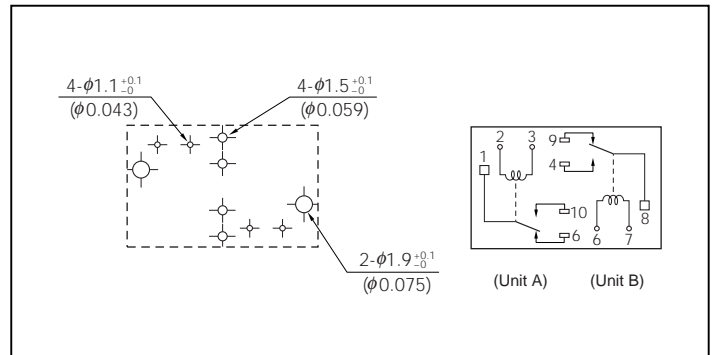 4-ϕ1.1 +0.1 -0
(ϕ0.043)
4-ϕ1.5 +0.1 -0
(ϕ0.059)
2-ϕ1.9 +0.1 -0
(ϕ0.075)
2 3 9
1 4
10 8
6 6 7
(Unit A) (Unit B)